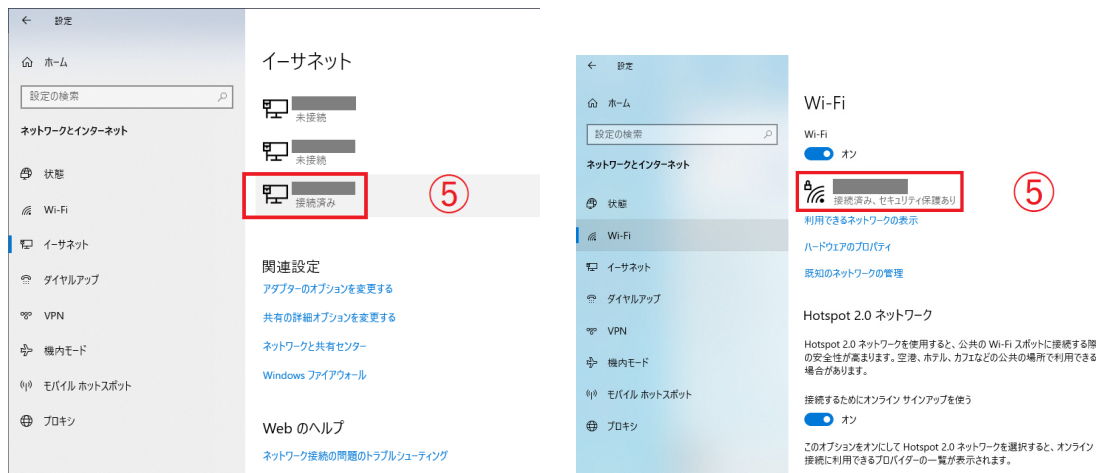 設定
ホーム
設定の検索
ネットワークとインターネット
状態
Wi-Fi
イーサネット
ダイヤルアップ
VPN
機内モード
モバイル ホットスポット
プロキシ
イーサネット
未接続
未接続
接続済み
⑤
関連設定
アダプターのオプションを変更する
共有の詳細オプションを変更する
ネットワークと共有センター
Windows ファイアウォール
Web のヘルプ
ネットワーク接続の問題のトラブルシューティング
設定
ホーム
設定の検索
ネットワークとインターネット
状態
Wi-Fi
イーサネット
ダイヤルアップ
VPN
機内モード
モバイル ホットスポット
プロキシ
Wi-Fi
Wi-Fi
オン
接続済み、セキュリティ保護あり
⑤
利用できるネットワークの表示
ハードウェアのプロパティ
既知のネットワークの管理
Hotspot 2.0 ネットワーク
Hotspot 2.0 ネットワークを使用すると、公共の Wi-Fi スポットに接続する際
の安全性が高まります。空港、ホテル、カフェなどの公共の場所で利用できる
場合があります。
接続するためにオンライン サインアップを使う
オン
このオプションをオンにして Hotspot 2.0 ネットワークを選択すると、オンライン
接続に利用できるプロバイダーの一覧が表示されます。